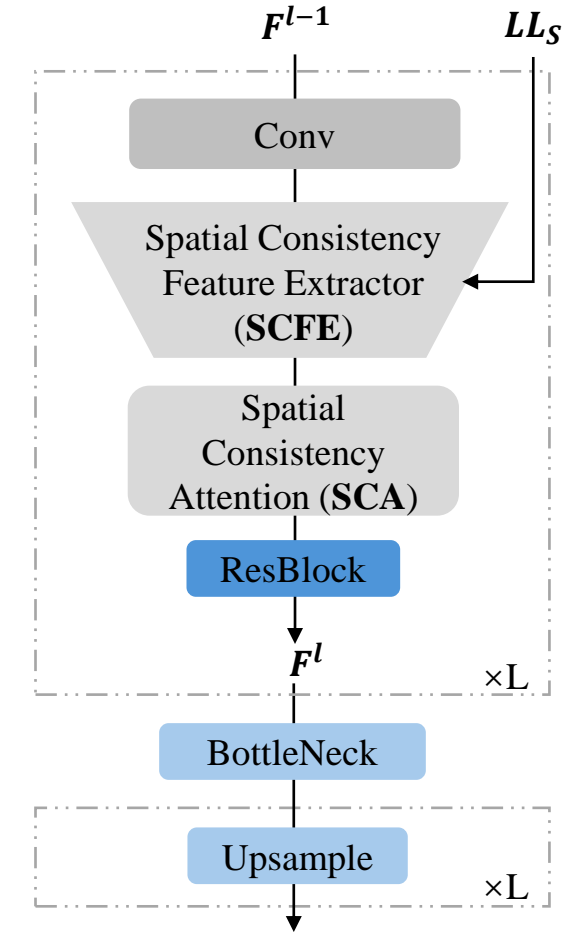 F^{l-1} LL_S
Conv
Spatial Consistency
Feature Extractor
(SCFE)
Spatial
Consistency
Attention (SCA)
ResBlock
F^l
×L
BottleNeck
Upsample
×L